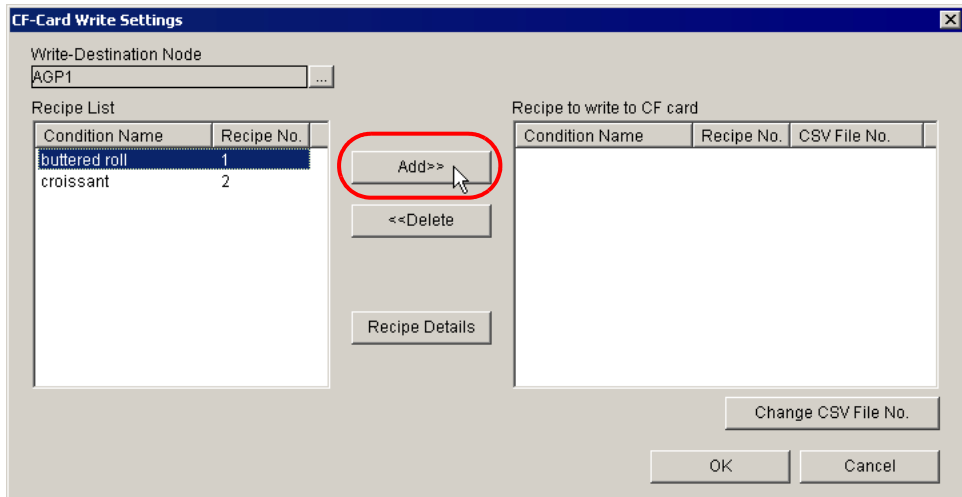 CF-Card Write Settings
Write-Destination Node
AGP1
...
Recipe List
Condition Name Recipe No.
buttered roll 1
croissant 2
Add>>
<<Delete
Recipe Details
Recipe to write to CF card
Condition Name Recipe No. CSV File No.
Change CSV File No.
OK Cancel